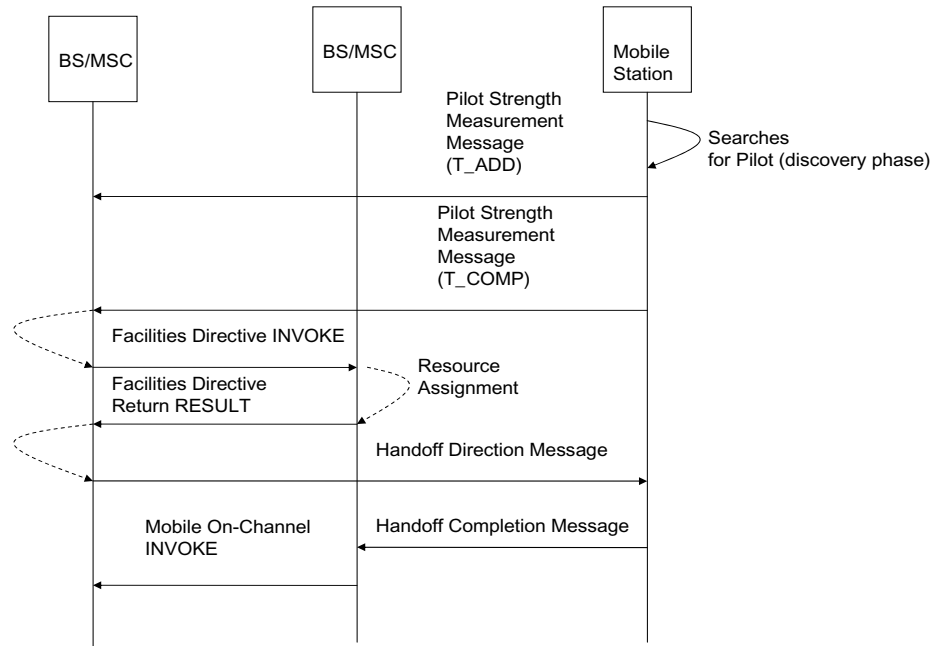 BS/MSC
BS/MSC
Mobile
Station
Pilot Strength
Measurement
Message
(T_ADD)
Searches
for Pilot (discovery phase)
Pilot Strength
Measurement
Message
(T_COMP)
Facilities Directive INVOKE
Resource
Assignment
Facilities Directive
Return RESULT
Handoff Direction Message
Mobile On-Channel
INVOKE
Handoff Completion Message